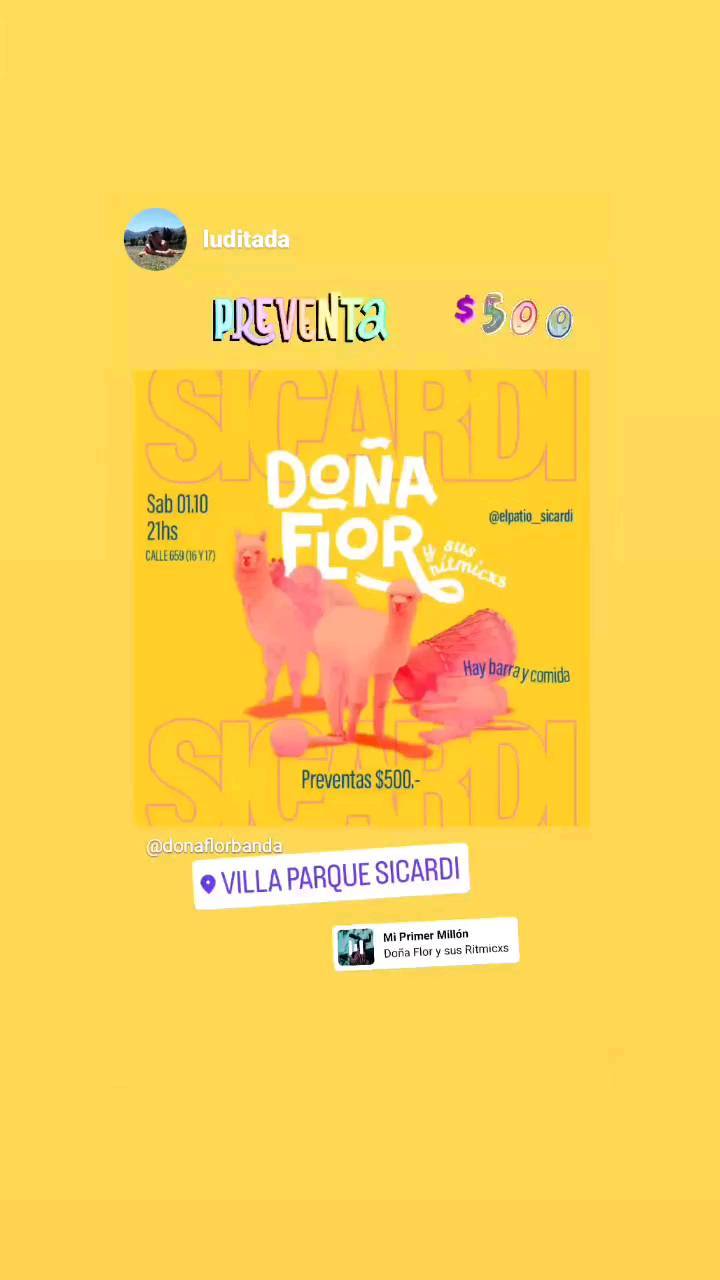 luditada
PREVENTA $500
SICARDI
DOÑA
FLOR
y sus
ritmicxs
Sab 01.10
21hs
CALLE 659 (16 Y 17)
@elpatio_sicardi
Hay barra y comida
SICARDI
Preventas $500.-
@donaflorbanda
VILLA PARQUE SICARDI
Mi Primer Millón
Doña Flor y sus Ritmicxs